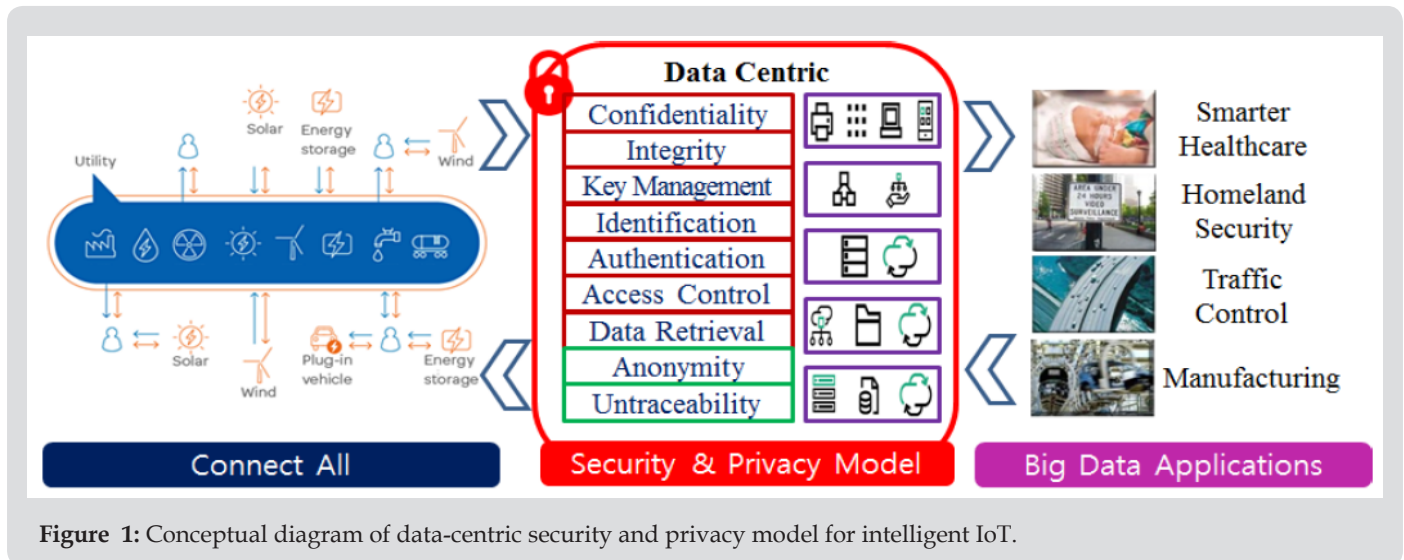 Utility
Solar
Energy
storage
Wind
Solar
Wind
Plug-in
vehicle
Energy
storage
Connect All
Data Centric
Confidentiality
Integrity
Key Management
Identification
Authentication
Access Control
Data Retrieval
Anonymity
Untraceability
Security & Privacy Model
AREA UNDER
24 HOURS
VIDEO
SURVEILLANCE
Smarter
Healthcare
Homeland
Security
Traffic
Control
Manufacturing
Big Data Applications
Figure 1: Conceptual diagram of data-centric security and privacy model for intelligent IoT.